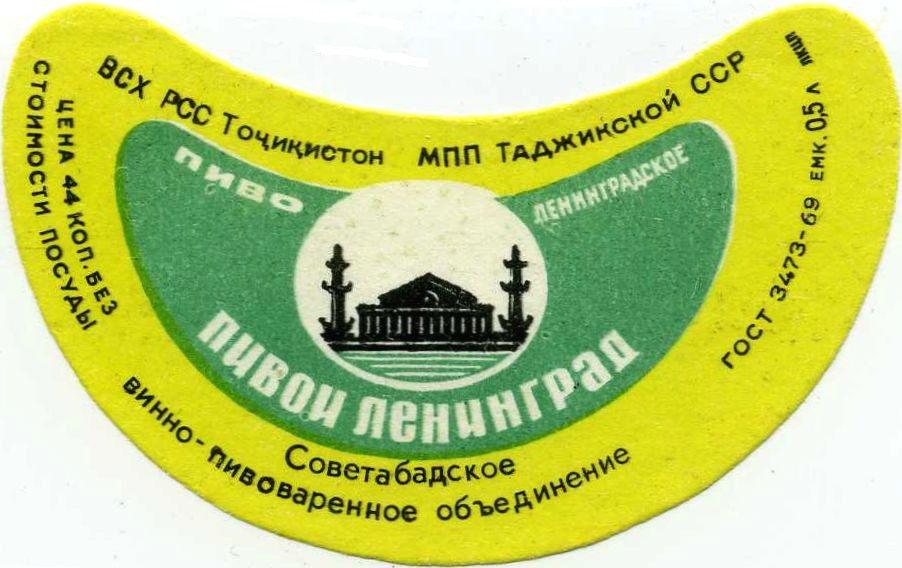 ВСХ РСС Тоҷикистон МПП Таджикской ССР
ПИВО ЛЕНИНГРАДСКОЕ
ПИВОИ ЛЕНИНГРАД
Советабадское
винно-пивоваренное объединение
ЦЕНА 44 КОП. БЕЗ
СТОИМОСТИ ПОСУДЫ
ГОСТ 3473-69 ЕМК. 0,5 Л